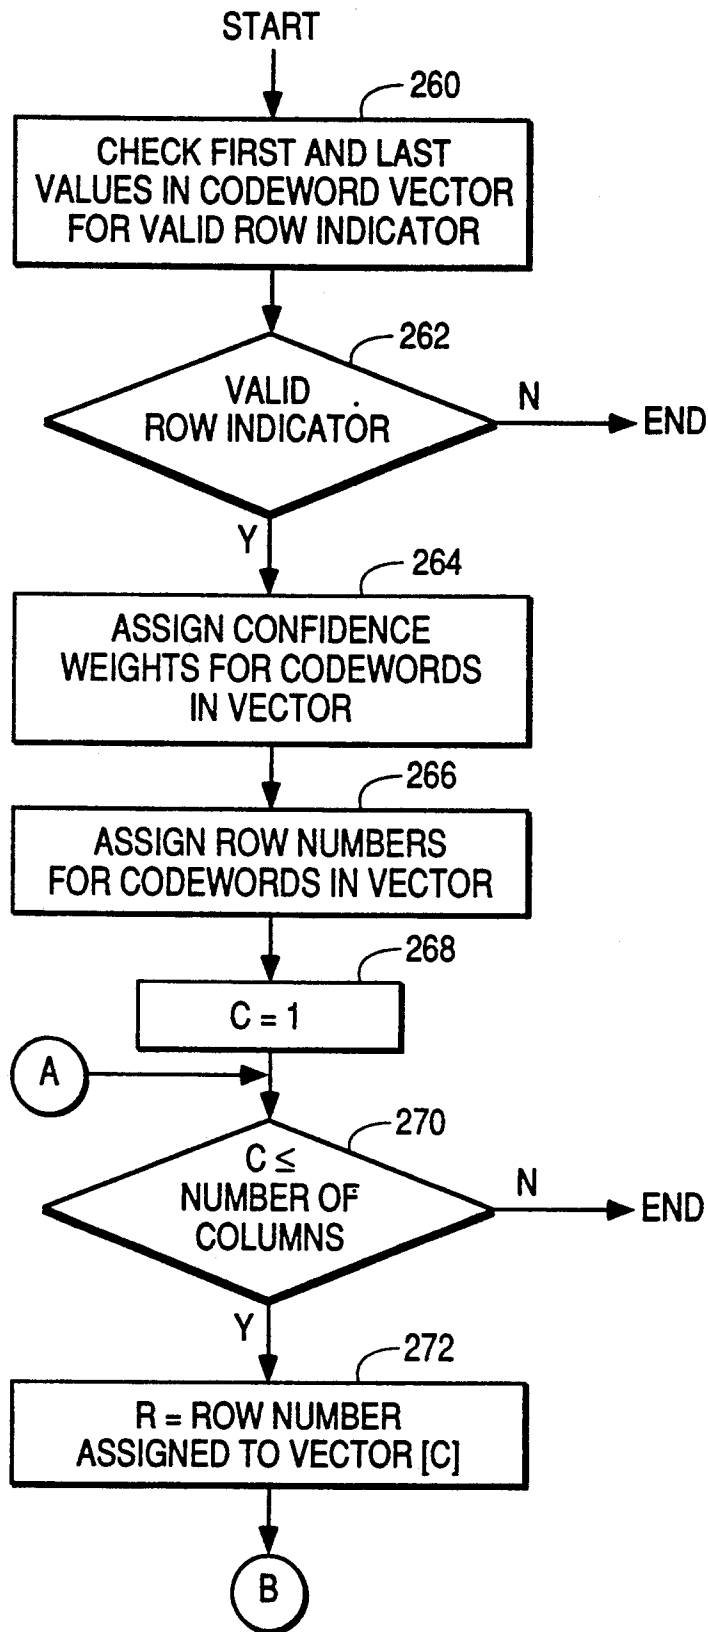 START
260
CHECK FIRST AND LAST
VALUES IN CODEWORD VECTOR
FOR VALID ROW INDICATOR
262
VALID
ROW INDICATOR
N
END
Y
264
ASSIGN CONFIDENCE
WEIGHTS FOR CODEWORDS
IN VECTOR
266
ASSIGN ROW NUMBERS
FOR CODEWORDS IN VECTOR
268
C = 1
A
270
C ≤
NUMBER OF
COLUMNS
N
END
Y
272
R = ROW NUMBER
ASSIGNED TO VECTOR [C]
B